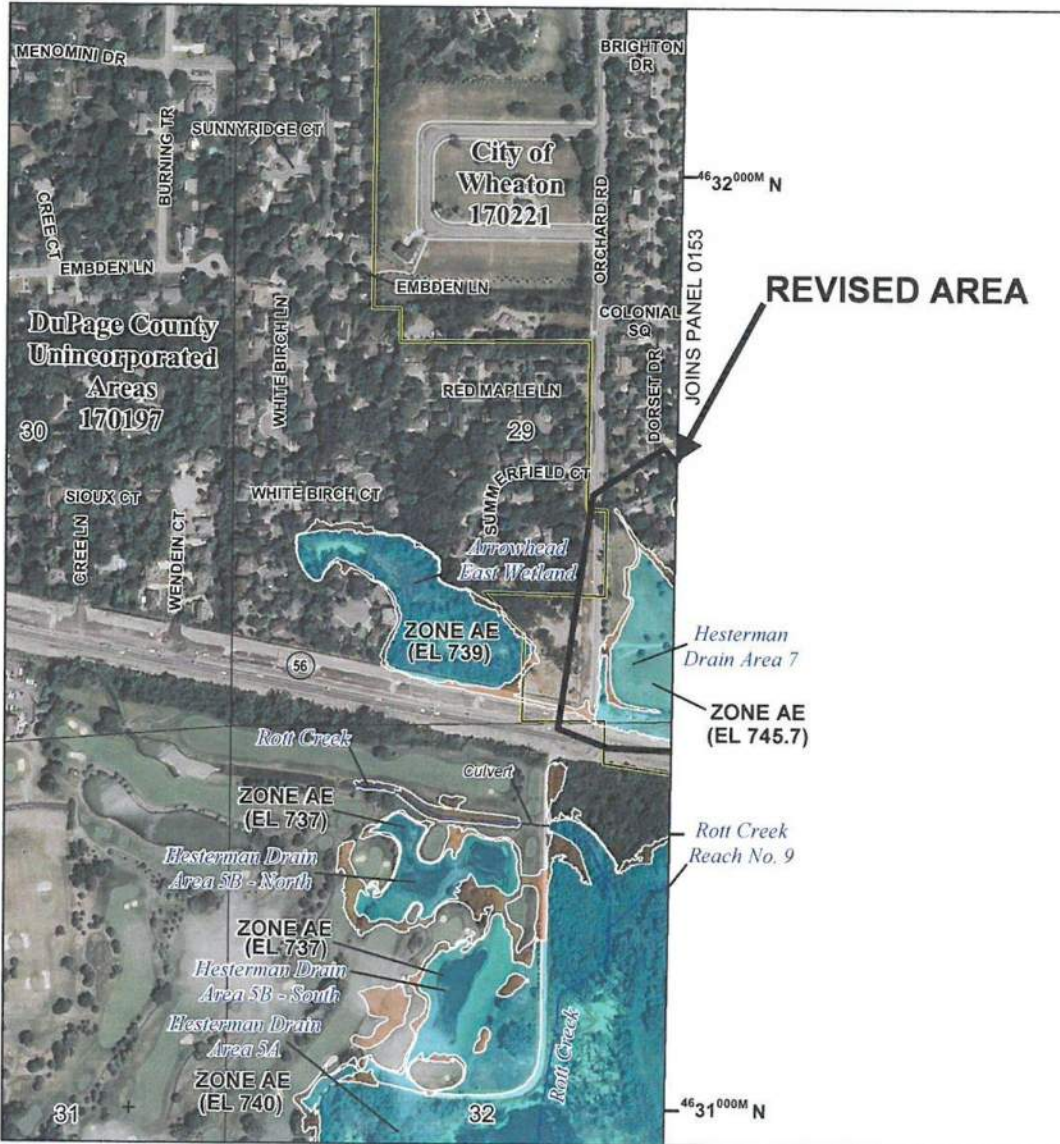 BRIGHTON
DR
MENOMINI DR
BURNING TR
SUNNYRIDGE CT
City of
Wheaton
170221
4632000M N
ORCHARD RD
CREE CT
EMBDEN LN
EMBDEN LN
JOINS PANEL 0153
REVISED AREA
COLONIAL
SQ
DuPage County
Unincorporated
Areas
170197
WHITE BIRCH LN
DORSET DR
RED MAPLE LN
30
29
SUMMERFIELD CT
SIOUX CT
WHITE BIRCH CT
CREE LN
WENDEIN CT
Arrowhead
East Wetland
ZONE AE
(EL 739)
56
Hesterman
Drain Area 7
ZONE AE
(EL 745.7)
Rott Creek
Culvert
ZONE AE
(EL 737)
Rott Creek
Reach No. 9
Hesterman Drain
Area 5B - North
ZONE AE
(EL 737)
Hesterman Drain
Area 5B - South
Hesterman Drain
Area 5A
Rott Creek
ZONE AE
(EL 740)
31
32
4631000M N